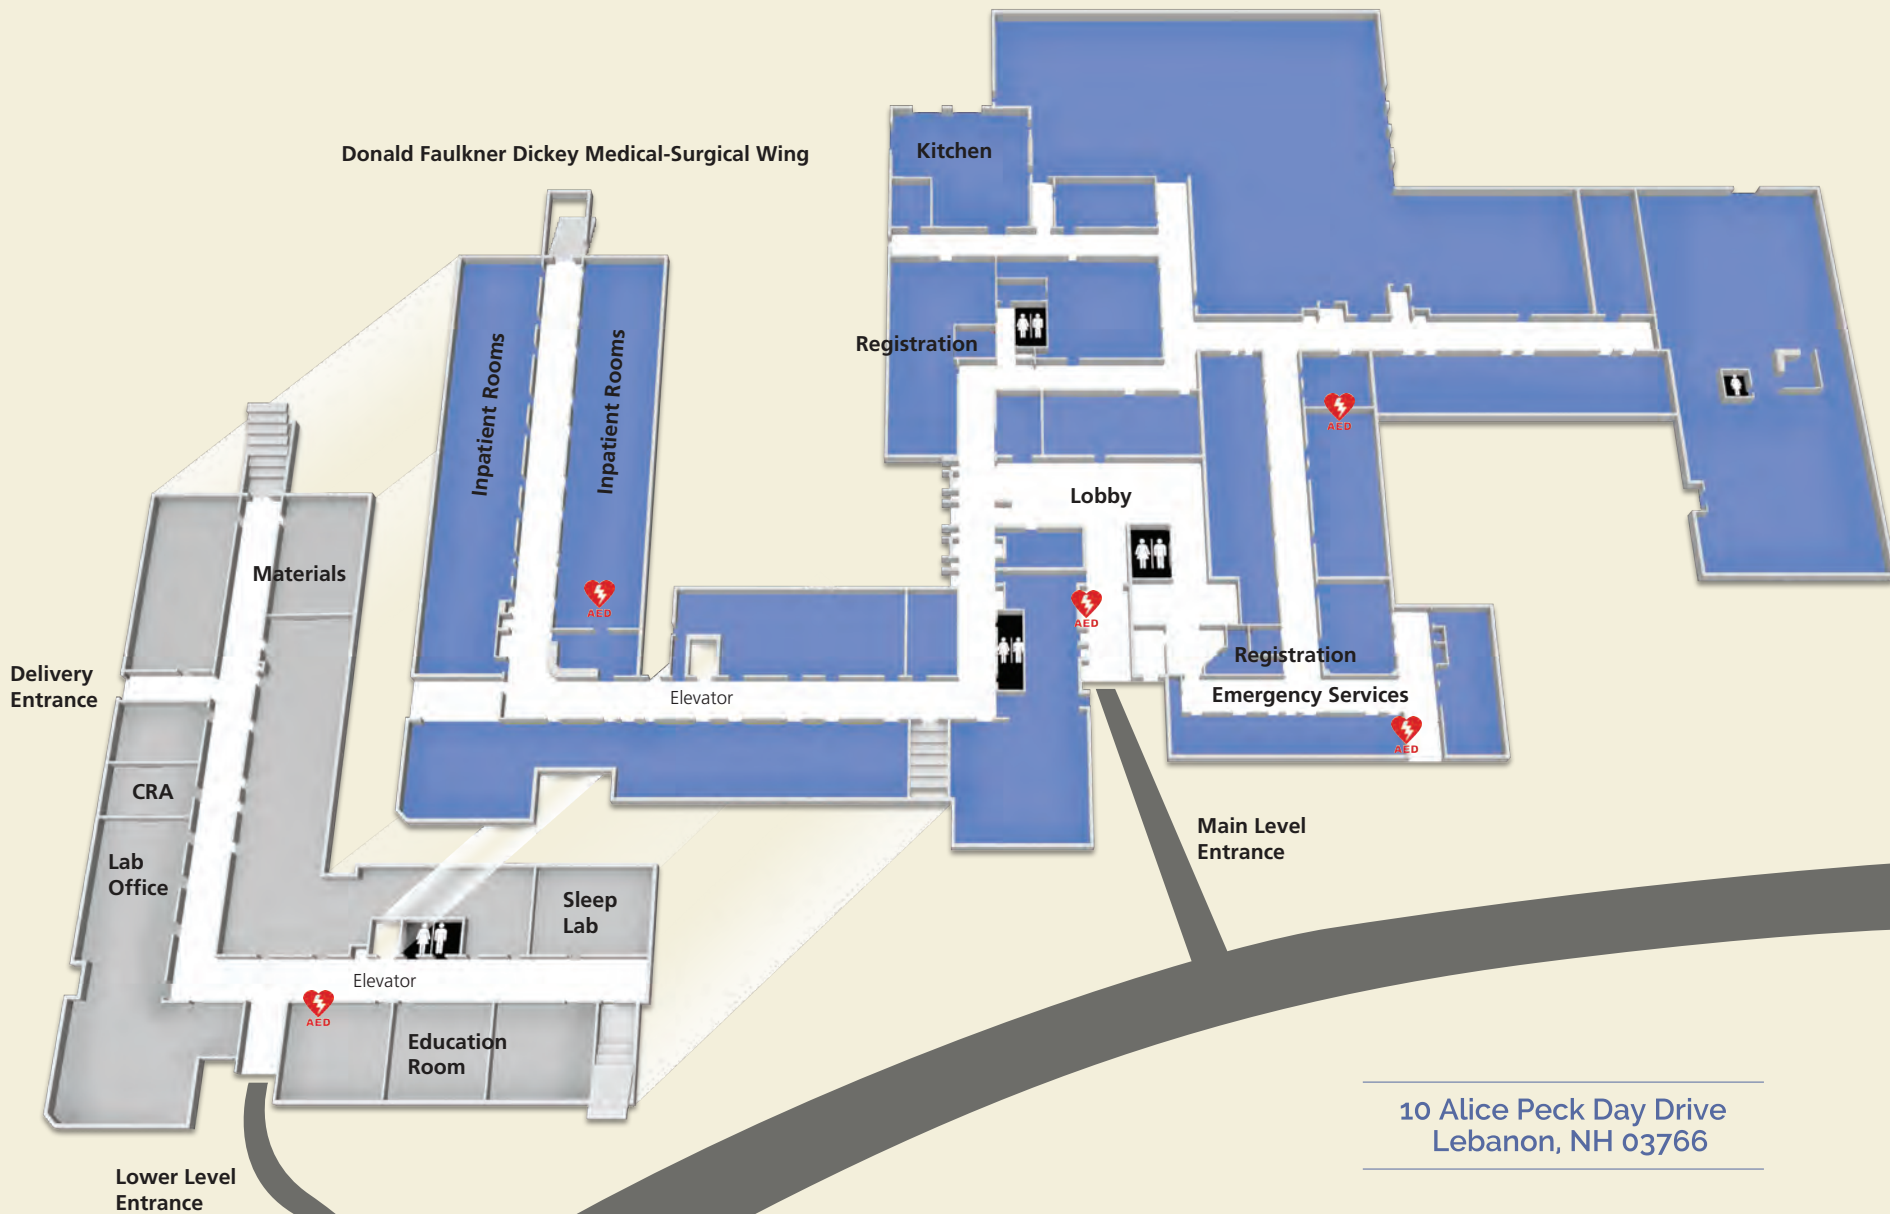 Donald Faulkner Dickey Medical-Surgical Wing
Kitchen
Registration
Inpatient Rooms
Inpatient Rooms
AED
Lobby
Materials
AED
AED
Delivery
Entrance
Registration
Elevator
Emergency Services
AED
CRA
Main Level
Entrance
Lab
Office
Sleep
Lab
Elevator
AED
Education
Room
10 Alice Peck Day Drive
Lebanon, NH 03766
Lower Level
Entrance